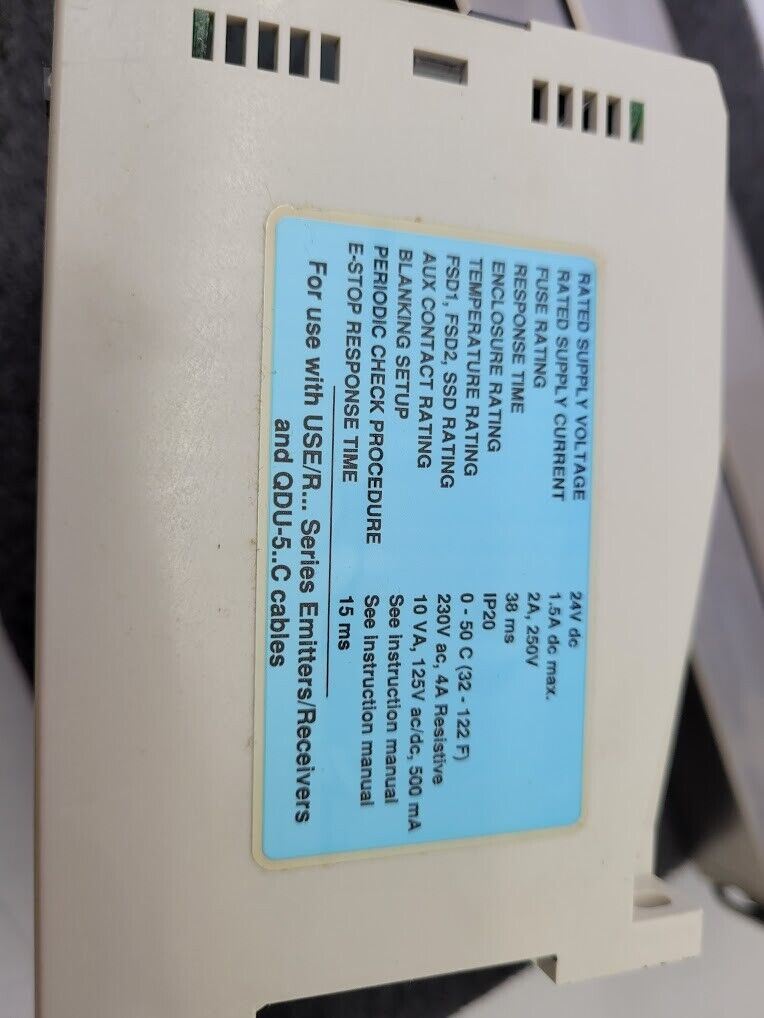 RATED SUPPLY VOLTAGE 24V dc
RATED SUPPLY CURRENT 1.5A dc max.
FUSE RATING 2A, 250V
RESPONSE TIME 38 ms
ENCLOSURE RATING IP20
TEMPERATURE RATING 0 - 50 C (32 - 122 F)
FSD1, FSD2, SSD RATING 230V ac, 4A Resistive
AUX CONTACT RATING 10 VA, 125V ac/dc, 500 mA
BLANKING SETUP See instruction manual
PERIODIC CHECK PROCEDURE See instruction manual
E-STOP RESPONSE TIME 15 ms
For use with USE/R... Series Emitters/Receivers
and QDU-5..C cables